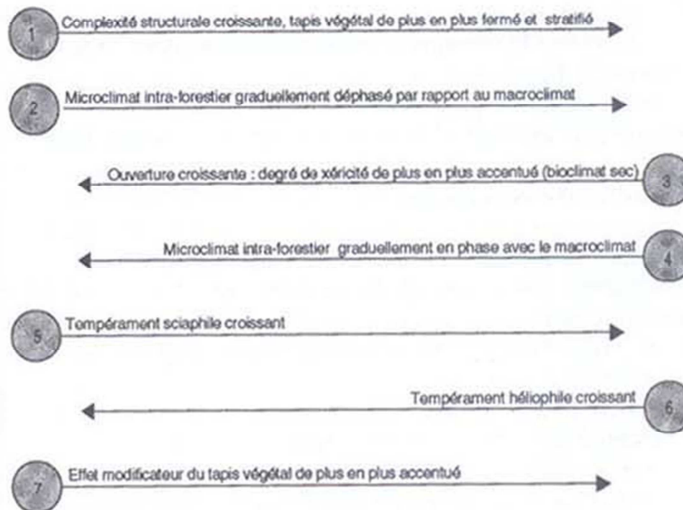 1 Complexité structurale croissante, tapis végétal de plus en plus fermé et stratifié
2 Microclimat intra-forestier graduellement déphasé par rapport au macroclimat
Ouverture croissante : degré de xéricité de plus en plus accentué (bioclimat sec) 3
Microclimat intra-forestier graduellement en phase avec le macroclimat 4
5 Tempérament sciaphile croissant
Tempérament héliophile croissant 6
7 Effet modificateur du tapis végétal de plus en plus accentué